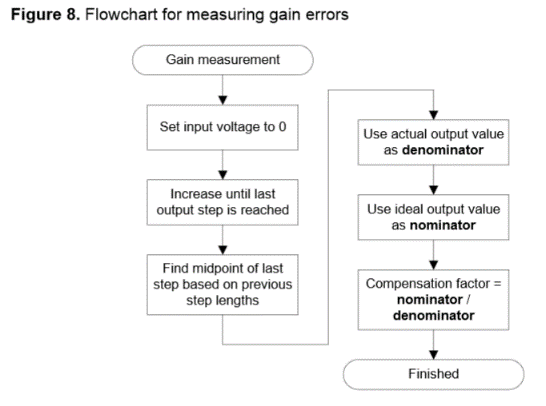 Figure 8. Flowchart for measuring gain errors
Gain measurement
Set input voltage to 0
Increase until last
output step is reached
Find midpoint of last
step based on previous
step lengths
Use actual output value
as denominator
Use ideal output value
as nominator
Compensation factor =
nominator /
denominator
Finished